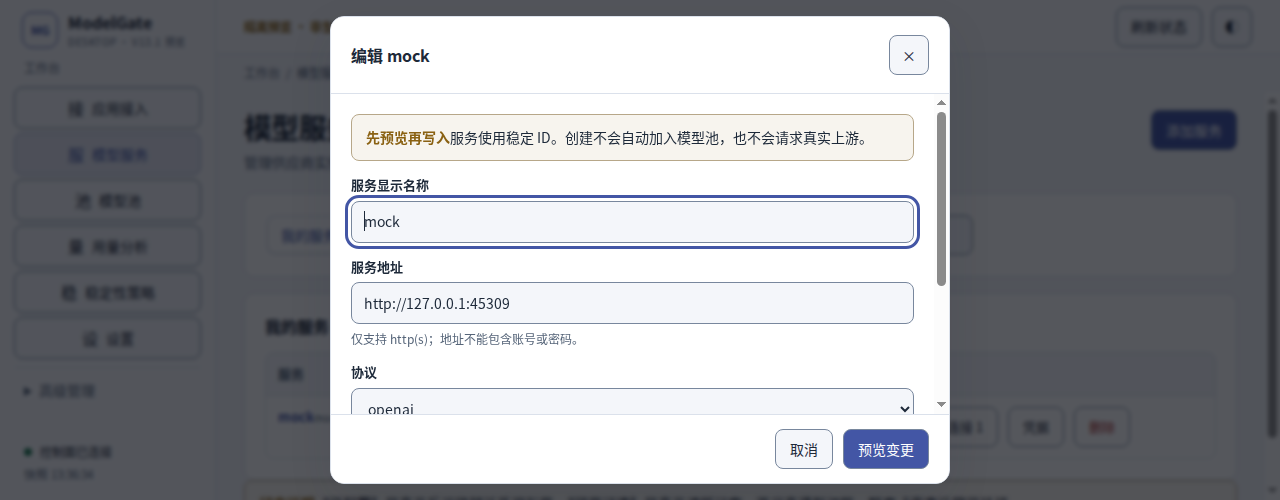 ModelGate
工作台
应用接入
模型服务
模型池
用量分析
稳定性策略
设 设置
高级管理
控制面已连接
刷新状态
工作台 / 模型服
模型服
添加服务
我的服务
服务
mock
凭据
删除
编辑 mock
×
先预览再写入服务使用稳定 ID。创建不会自动加入模型池，也不会请求真实上游。
服务显示名称
mock
服务地址
http://127.0.0.1:45309
仅支持 http(s)；地址不能包含账号或密码。
协议
openai
取消
预览变更